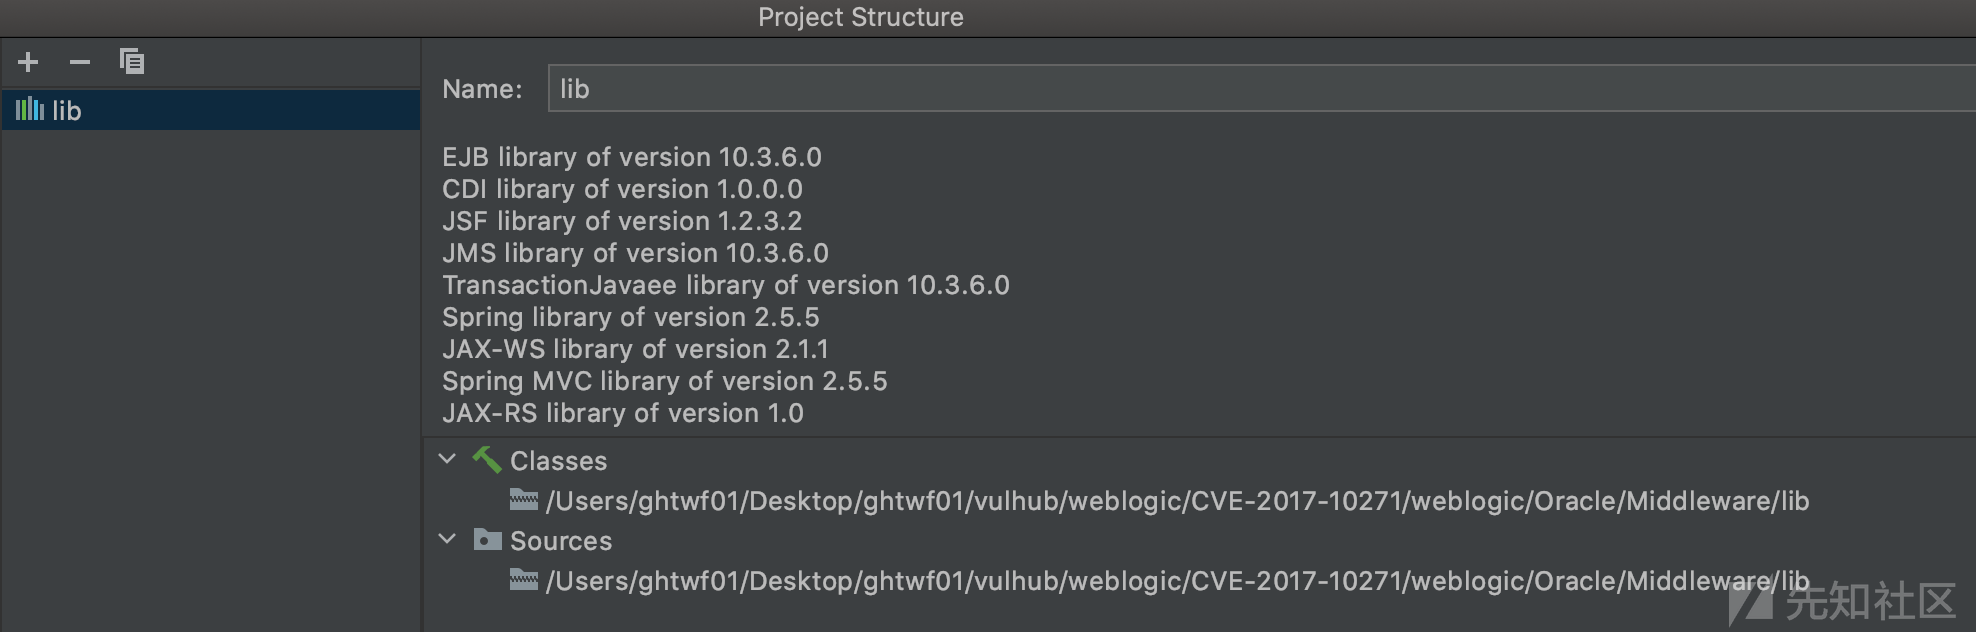 Project Structure
lib
Name:
lib
EJB library of version 10.3.6.0
CDI library of version 1.0.0.0
JSF library of version 1.2.3.2
JMS library of version 10.3.6.0
TransactionJavaee library of version 10.3.6.0
Spring library of version 2.5.5
JAX-WS library of version 2.1.1
Spring MVC library of version 2.5.5
JAX-RS library of version 1.0
Classes
/Users/ghtwf01/Desktop/ghtwf01/vulhub/weblogic/CVE-2017-10271/weblogic/Oracle/Middleware/lib
Sources
/Users/ghtwf01/Desktop/ghtwf01/vulhub/weblogic/CVE-2017-10271/weblogic/Oracle/Middleware/lib
先知社区